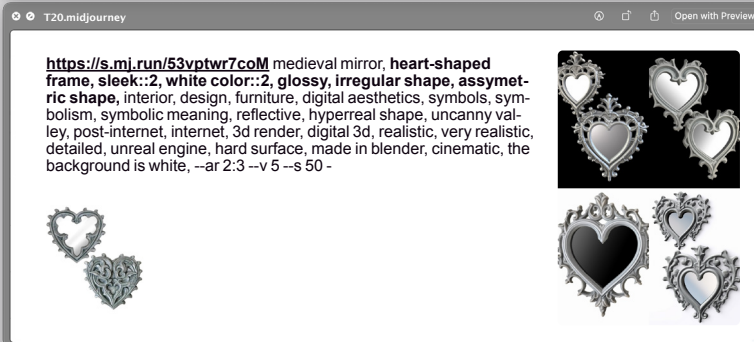 T20.midjourney
Open with Preview
https://s.mj.run/53vptwr7coM medieval mirror, heart-shaped
frame, sleek::2, white color::2, glossy, irregular shape, assymet-
ric shape, interior, design, furniture, digital aesthetics, symbols, sym-
bolism, symbolic meaning, reflective, hyperreal shape, uncanny val-
ley, post-internet, internet, 3d render, digital 3d, realistic, very realistic,
detailed, unreal engine, hard surface, made in blender, cinematic, the
background is white, --ar 2:3 --v 5 --s 50 -